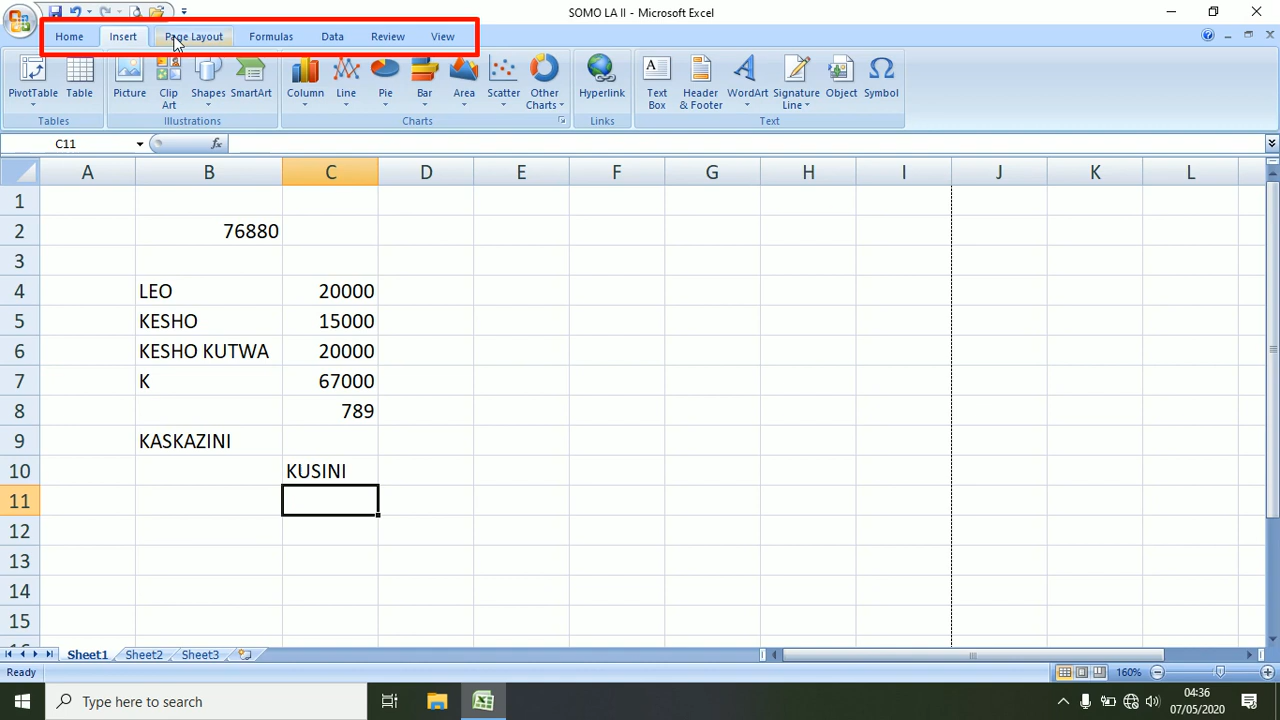 SOMO LA II - Microsoft Excel
Home Insert Page Layout Formulas Data Review View
PivotTable Table Picture Clip Art Shapes SmartArt Column Line Pie Bar Area Scatter Other Charts Hyperlink Text Box Header & Footer WordArt Signature Line Object Symbol
Tables Illustrations Charts Links Text
C11 fx
A B C D E F G H I J K L
1
2 76880
3
4 LEO 20000
5 KESHO 15000
6 KESHO KUTWA 20000
7 K 67000
8 789
9 KASKAZINI
10 KUSINI
11
12
13
14
15
Sheet1 Sheet2 Sheet3
Ready 160%
Type here to search 04:36
07/05/2020